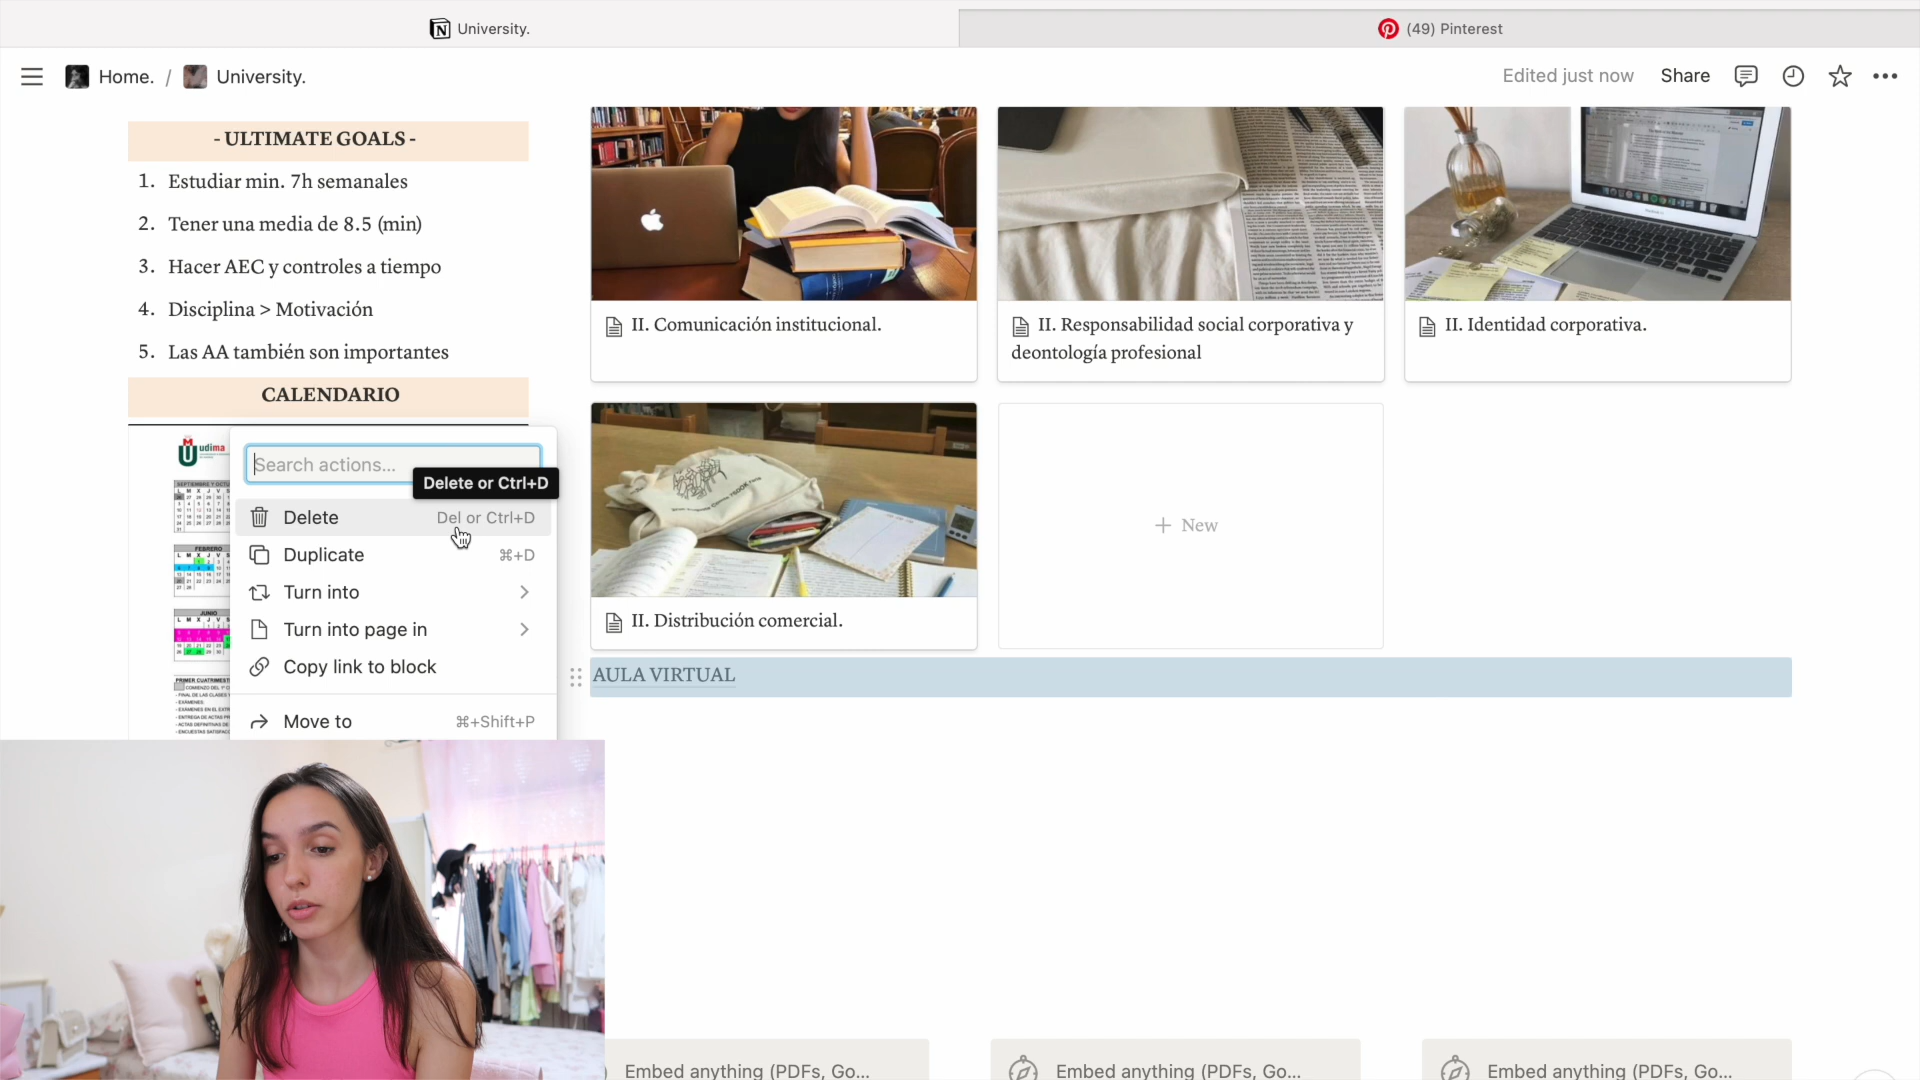 University.
(49) Pinterest
Home. / University.
Edited just now
Share
- ULTIMATE GOALS -
1. Estudiar min. 7h semanales
2. Tener una media de 8.5 (min)
3. Hacer AEC y controles a tiempo
4. Disciplina > Motivación
5. Las AA también son importantes
CALENDARIO
udima
FEBRERO
JUNIO
Search actions...
Delete or Ctrl+D
Delete Del or Ctrl+D
Duplicate ⌘+D
Turn into
Turn into page in
Copy link to block
Move to ⌘+Shift+P
II. Comunicación institucional.
II. Responsabilidad social corporativa y
deontología profesional
II. Identidad corporativa.
II. Distribución comercial.
+ New
AULA VIRTUAL
Embed anything (PDFs, Go...
Embed anything (PDFs, Go...
Embed anything (PDFs, Go...